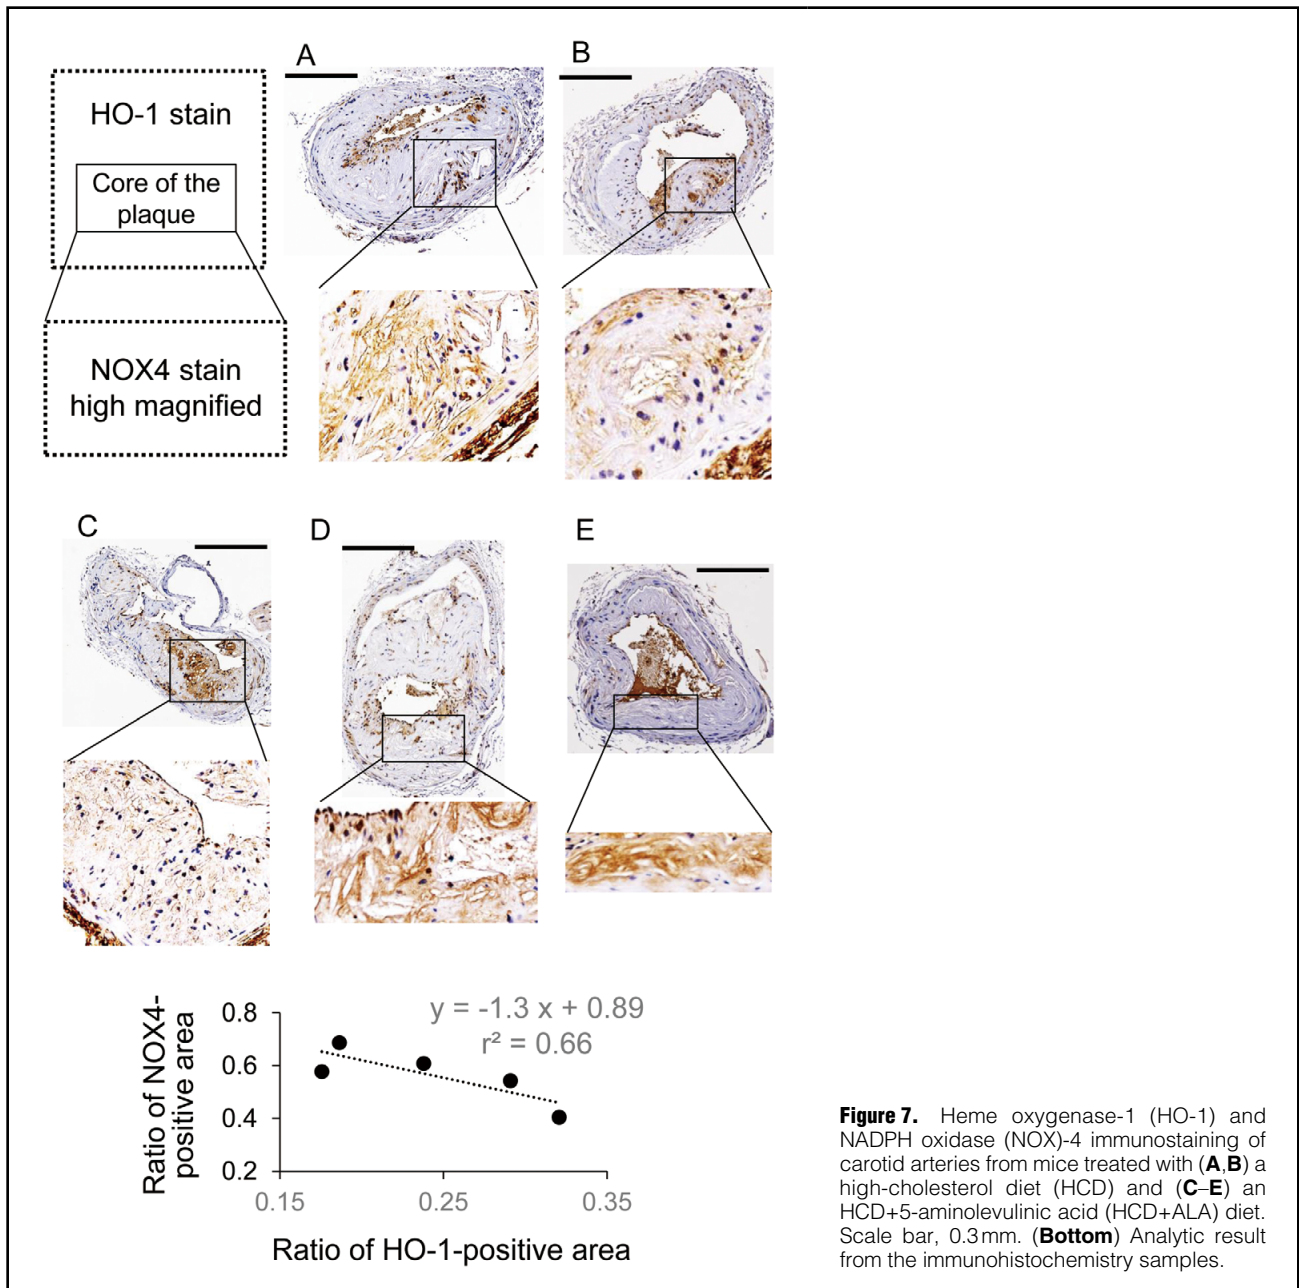 A
B
HO-1 stain
Core of the
plaque
NOX4 stain
high magnified
C
D
E
Ratio of NOX4-
positive area
0.8
0.6
0.4
0.2
y = -1.3 x + 0.89
r² = 0.66
0.15
0.25
0.35
Ratio of HO-1-positive area
Figure 7. Heme oxygenase-1 (HO-1) and
NADPH oxidase (NOX)-4 immunostaining of
carotid arteries from mice treated with (A,B) a
high-cholesterol diet (HCD) and (C–E) an
HCD+5-aminolevulinic acid (HCD+ALA) diet.
Scale bar, 0.3 mm. (Bottom) Analytic result
from the immunohistochemistry samples.